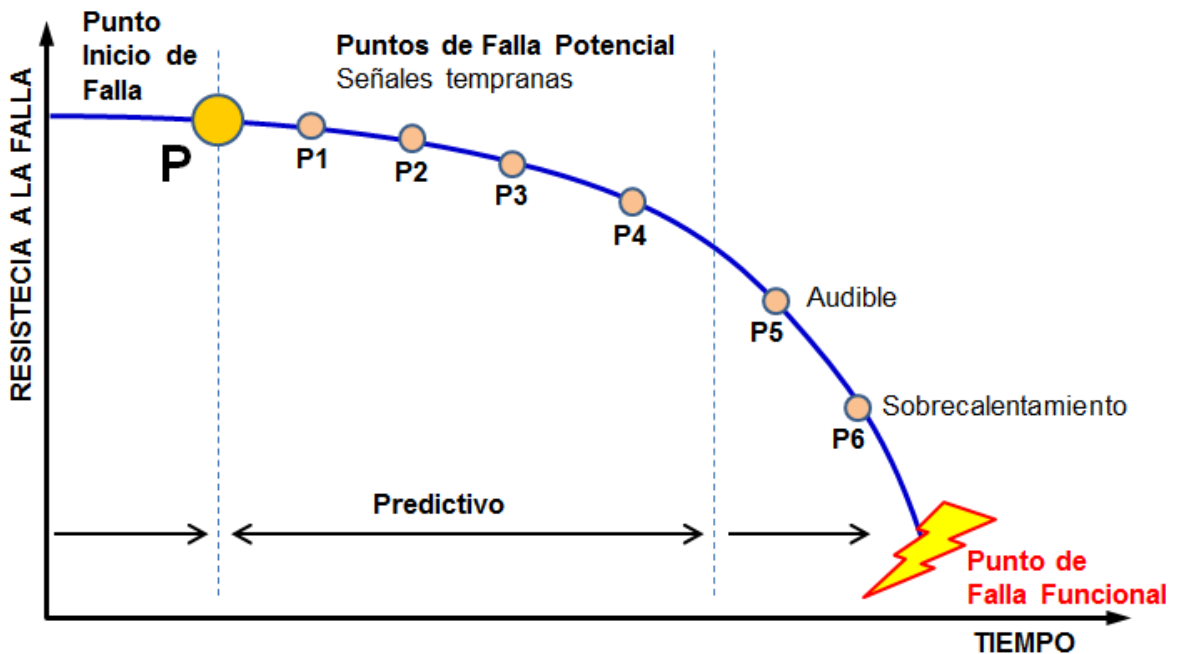 Punto
Inicio de
Falla
Puntos de Falla Potencial
Señales tempranas
RESISTECIA A LA FALLA
P
P1
P2
P3
P4
P5
Audible
P6
Sobrecalentamiento
Predictivo
Punto de
Falla Funcional
TIEMPO